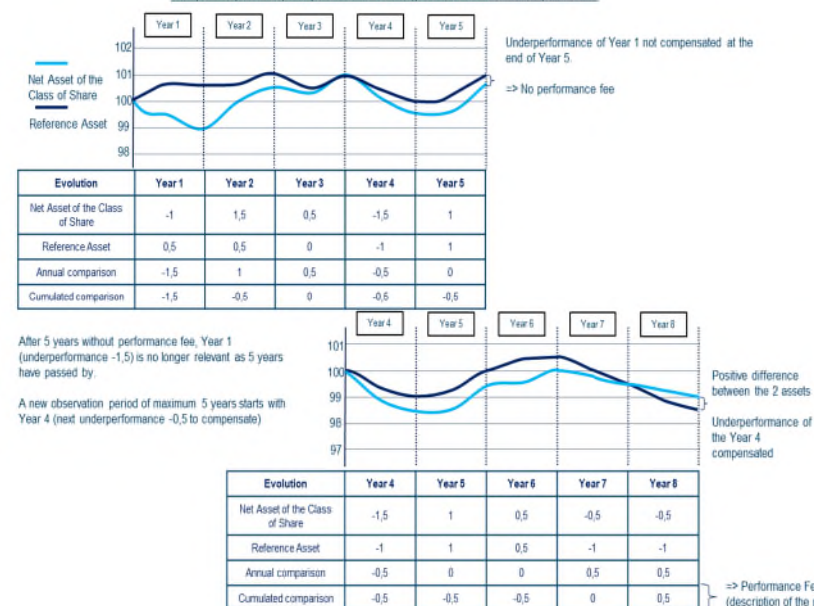 Year 1 Year 2 Year 3 Year 4 Year 5
102
101
100
99
98
Net Asset of the
Class of Share
Reference Asset
Underperformance of Year 1 not compensated at the
end of Year 5.
=> No performance fee
Evolution Year 1 Year 2 Year 3 Year 4 Year 5
Net Asset of the Class
of Share -1 1,5 0,5 -1,5 1
Reference Asset 0,5 0,5 0 -1 1
Annual comparison -1,5 1 0,5 -0,5 0
Cumulated comparison -1,5 -0,5 0 -0,5 -0,5
After 5 years without performance fee, Year 1
(underperformance -1,5) is no longer relevant as 5 years
have passed by.
A new observation period of maximum 5 years starts with
Year 4 (next underperformance -0,5 to compensate)
Year 4 Year 5 Year 6 Year 7 Year 8
101
100
99
98
97
Positive difference
between the 2 assets
Underperformance of
the Year 4
compensated
Evolution Year 4 Year 5 Year 6 Year 7 Year 8
Net Asset of the Class
of Share -1,5 1 0,5 -0,5 -0,5
Reference Asset -1 1 0,5 -1 -1
Annual comparison -0,5 0 0 0,5 0,5
Cumulated comparison -0,5 -0,5 -0,5 0 0,5
=> Performance Fe
(description of the